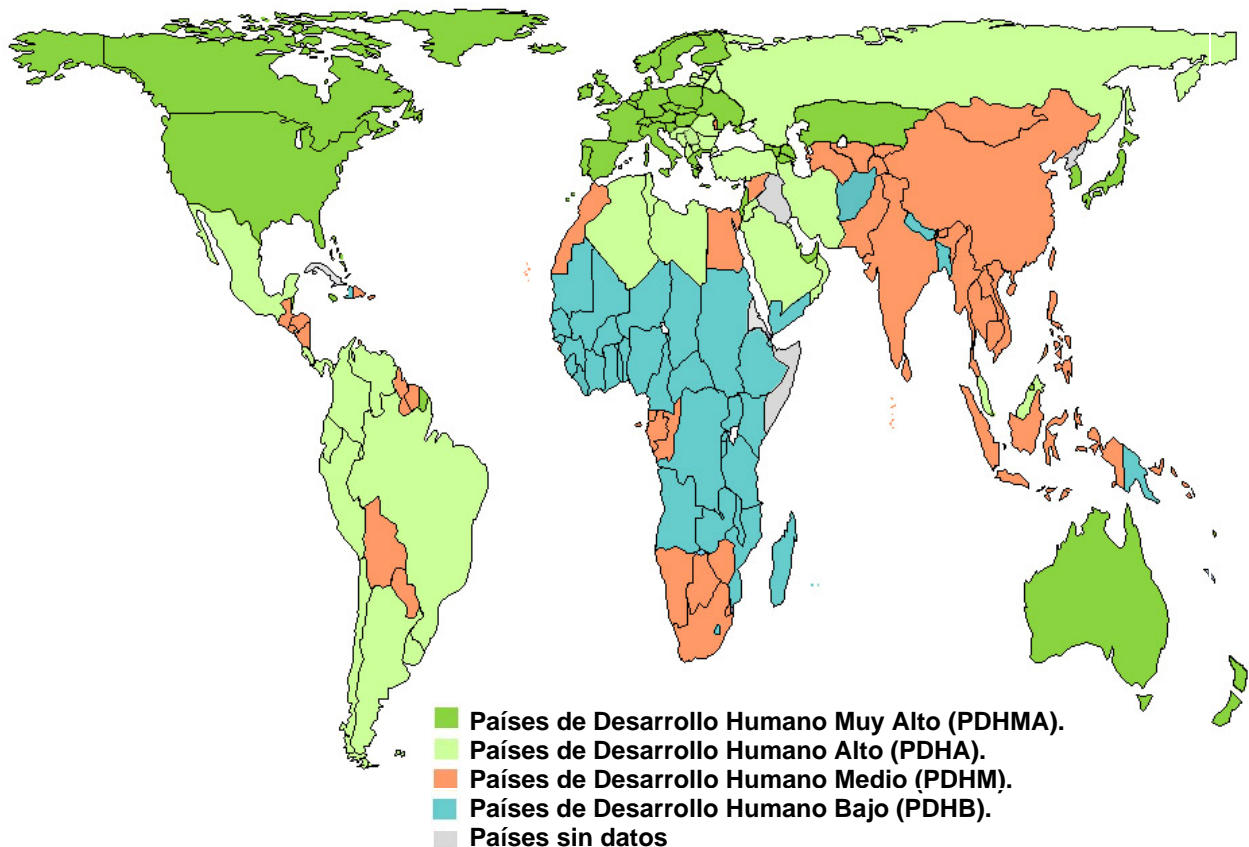 Países de Desarrollo Humano Muy Alto (PDHMA).
Países de Desarrollo Humano Alto (PDHA).
Países de Desarrollo Humano Medio (PDHM).
Países de Desarrollo Humano Bajo (PDHB).
Países sin datos